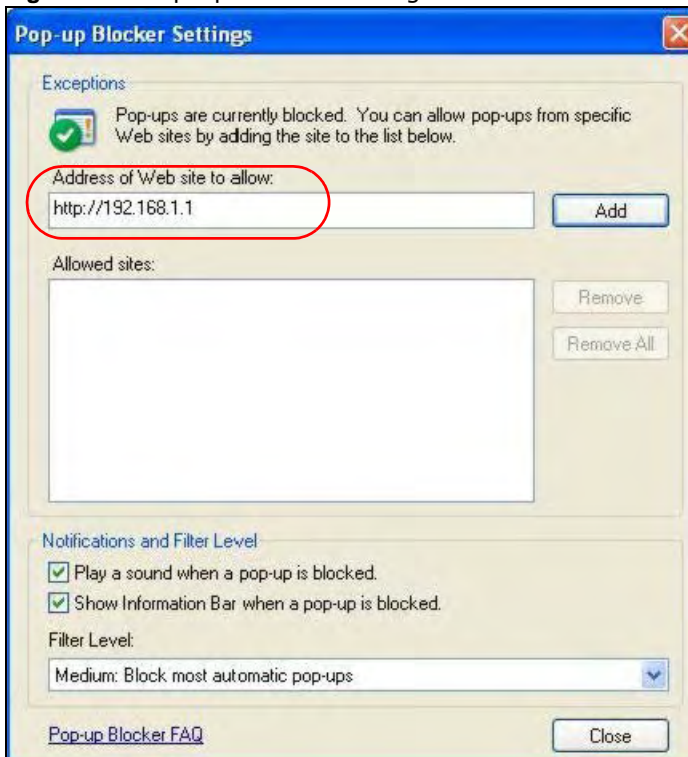 Pop-up Blocker Settings
Exceptions
Pop-ups are currently blocked. You can allow pop-ups from specific
Web sites by adding the site to the list below.
Address of Web site to allow:
http://192.168.1.1
Add
Allowed sites:
Remove
Remove All
Notifications and Filter Level
Play a sound when a pop-up is blocked.
Show Information Bar when a pop-up is blocked.
Filter Level:
Medium: Block most automatic pop-ups
Pop-up Blocker FAQ
Close